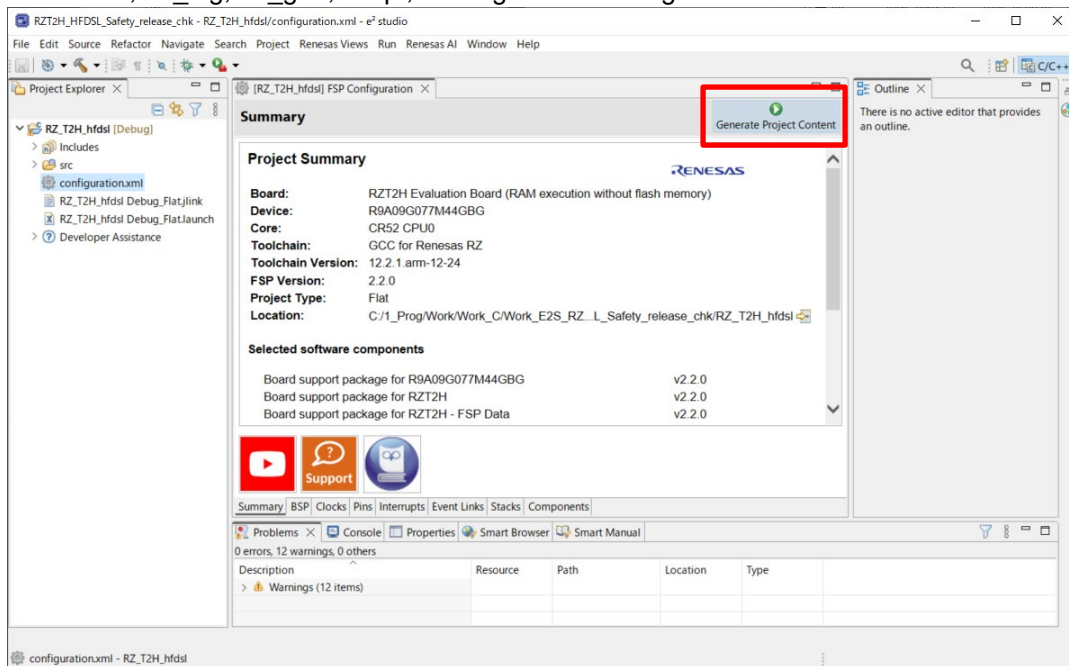 RZT2H_HFDSL_Safety_release_chk - RZ_T2H_hfdsl/configuration.xml - e² studio
File Edit Source Refactor Navigate Search Project Renesas Views Run Renesas AI Window Help
C/C++
Project Explorer
[RZ_T2H_hfdsl] FSP Configuration
Outline
RZ_T2H_hfdsl [Debug]
Includes
src
configuration.xml
RZ_T2H_hfdsl Debug_Flat.jlink
RZ_T2H_hfdsl Debug_Flat.launch
Developer Assistance
Summary
Generate Project Content
There is no active editor that provides
an outline.
Project Summary
RENESAS
Board: RZT2H Evaluation Board (RAM execution without flash memory)
Device: R9A09G077M44GBG
Core: CR52 CPU0
Toolchain: GCC for Renesas RZ
Toolchain Version: 12.2.1.arm-12-24
FSP Version: 2.2.0
Project Type: Flat
Location: C:/1_Prog/Work/Work_C/Work_E2S_RZ...L_Safety_release_chk/RZ_T2H_hfdsl
Selected software components
Board support package for R9A09G077M44GBG v2.2.0
Board support package for RZT2H v2.2.0
Board support package for RZT2H - FSP Data v2.2.0
Support
Summary BSP Clocks Pins Interrupts Event Links Stacks Components
Problems Console Properties Smart Browser Smart Manual
0 errors, 12 warnings, 0 others
Description Resource Path Location Type
Warnings (12 items)
configuration.xml - RZ_T2H_hfdsl